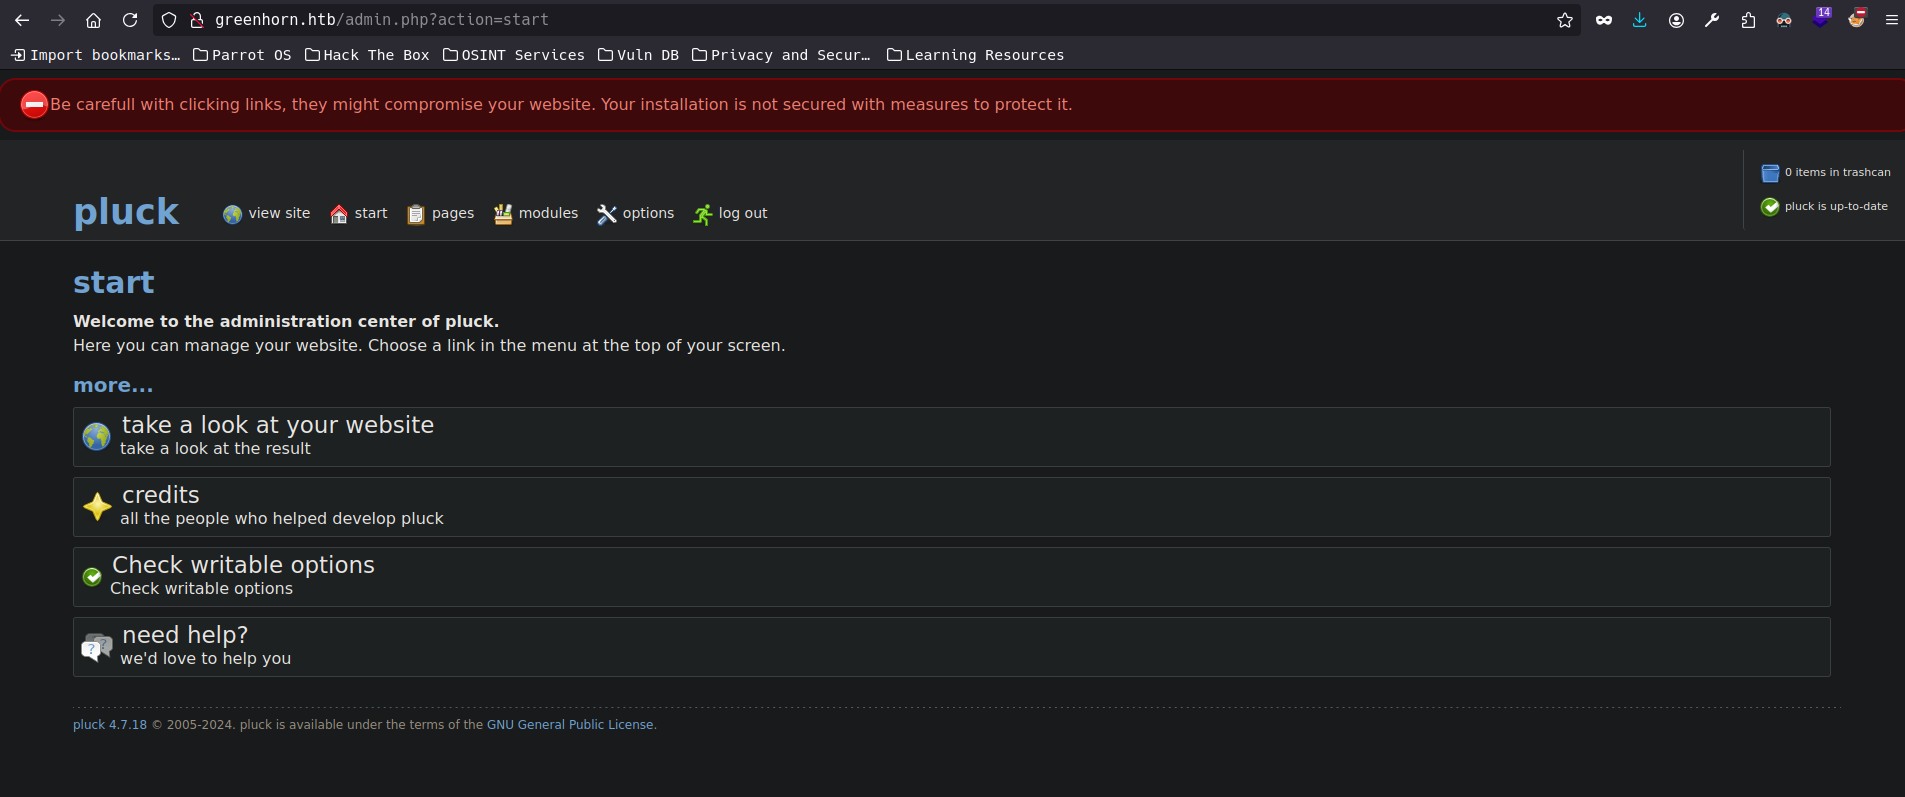 greenhorn.htb/admin.php?action=start
14
Import bookmarks… Parrot OS Hack The Box OSINT Services Vuln DB Privacy and Secur… Learning Resources
Be carefull with clicking links, they might compromise your website. Your installation is not secured with measures to protect it.
0 items in trashcan
pluck is up-to-date
pluck view site start pages modules options log out
start
Welcome to the administration center of pluck.
Here you can manage your website. Choose a link in the menu at the top of your screen.
more...
take a look at your website
take a look at the result
credits
all the people who helped develop pluck
Check writable options
Check writable options
need help?
we'd love to help you
pluck 4.7.18 © 2005-2024. pluck is available under the terms of the GNU General Public License.